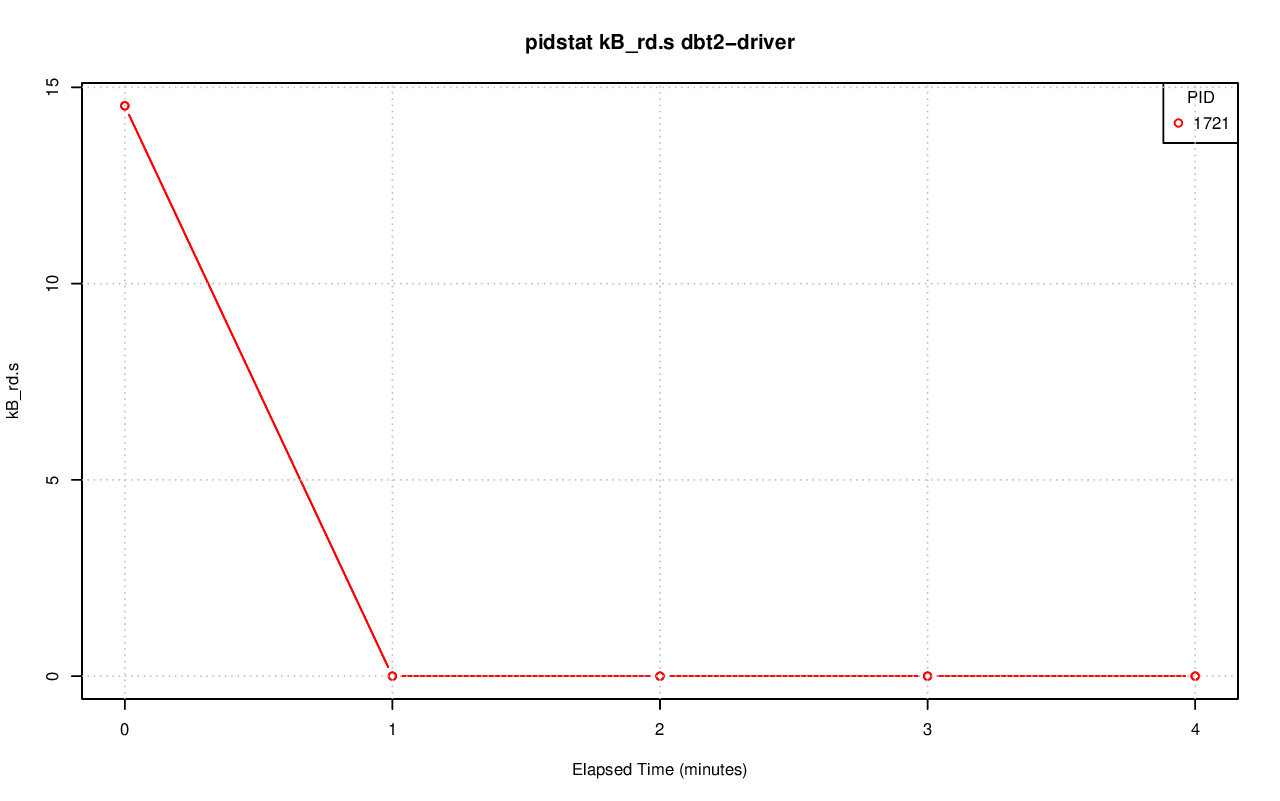 pidstat kB_rd.s dbt2−driver
PID
1721
15
10
5
0
kB_rd.s
0 1 2 3 4
Elapsed Time (minutes)